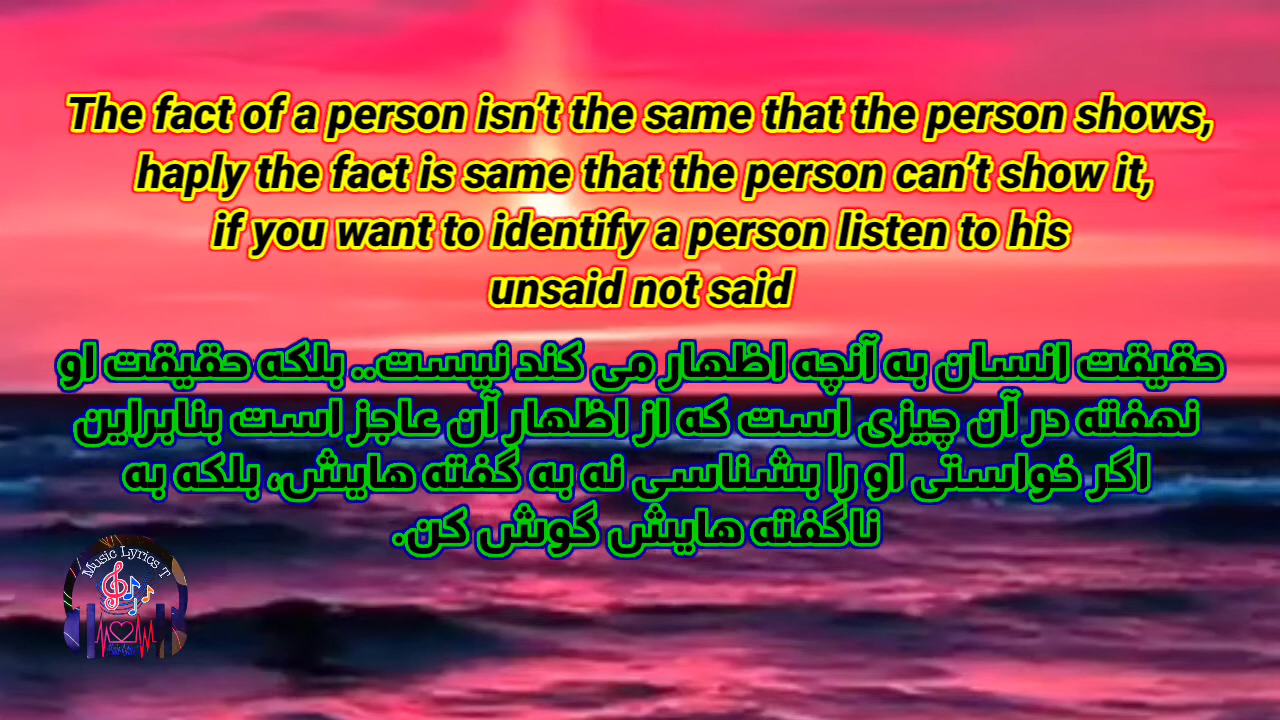 The fact of a person isn't the same that the person shows,
haply the fact is same that the person can't show it,
if you want to identify a person listen to his
unsaid not said
حقیقت انسان به آنچه اظهار می کند نیست.. بلکه حقیقت او
نهفته در آن چیزی است که از اظهار آن عاجز است بنابراین
اگر خواستی او را بشناسی نه به گفته هایش، بلکه به
ناگفته هایش گوش کن.
Music Lyrics T